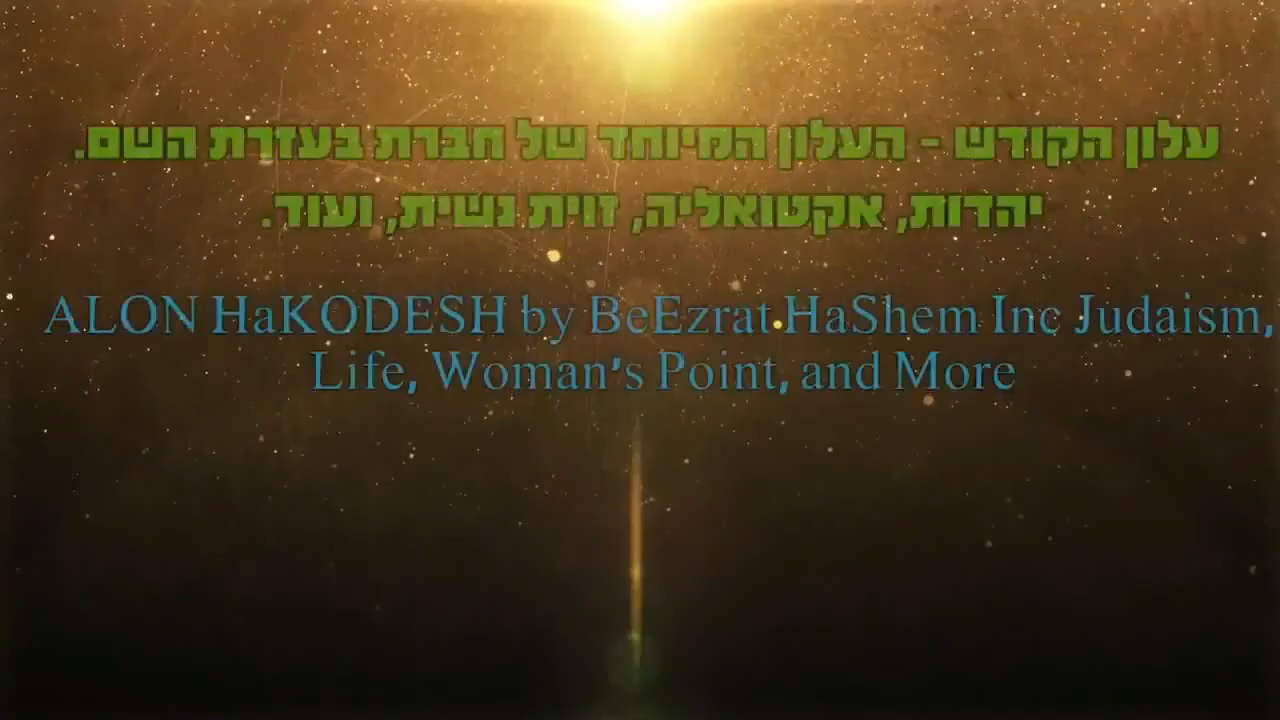 עלון הקודש - העלון המיוחד של חברת בעזרת השם.
יהדות, אקטואליה, זוית נשית, ועוד.
ALON HaKODESH by BeEzrat HaShem Inc Judaism,
Life, Woman's Point, and More